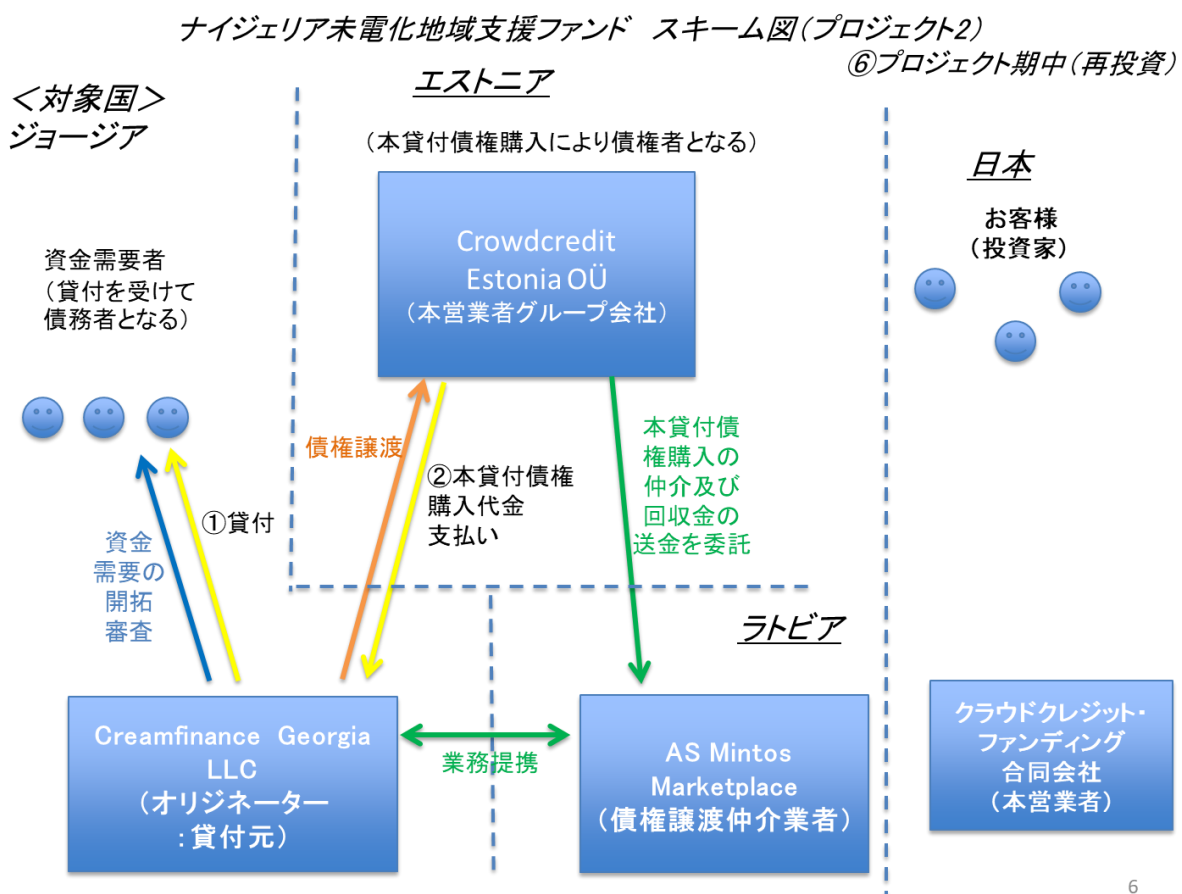 ナイジェリア未電化地域支援ファンド　スキーム図(プロジェクト2)
⑥プロジェクト期中(再投資)
＜対象国＞
ジョージア
エストニア
(本貸付債権購入により債権者となる)
日本
お客様
(投資家)
Crowdcredit
Estonia OÜ
(本営業者グループ会社)
資金需要者
(貸付を受けて
債務者となる)
債権譲渡
②本貸付債権
購入代金
支払い
本貸付債
権購入の
仲介及び
回収金の
送金を委託
①貸付
資金
需要の
開拓
審査
ラトビア
Creamfinance Georgia
LLC
(オリジネーター
:貸付元)
業務提携
AS Mintos
Marketplace
(債権譲渡仲介業者)
クラウドクレジット・
ファンディング
合同会社
(本営業者)
6